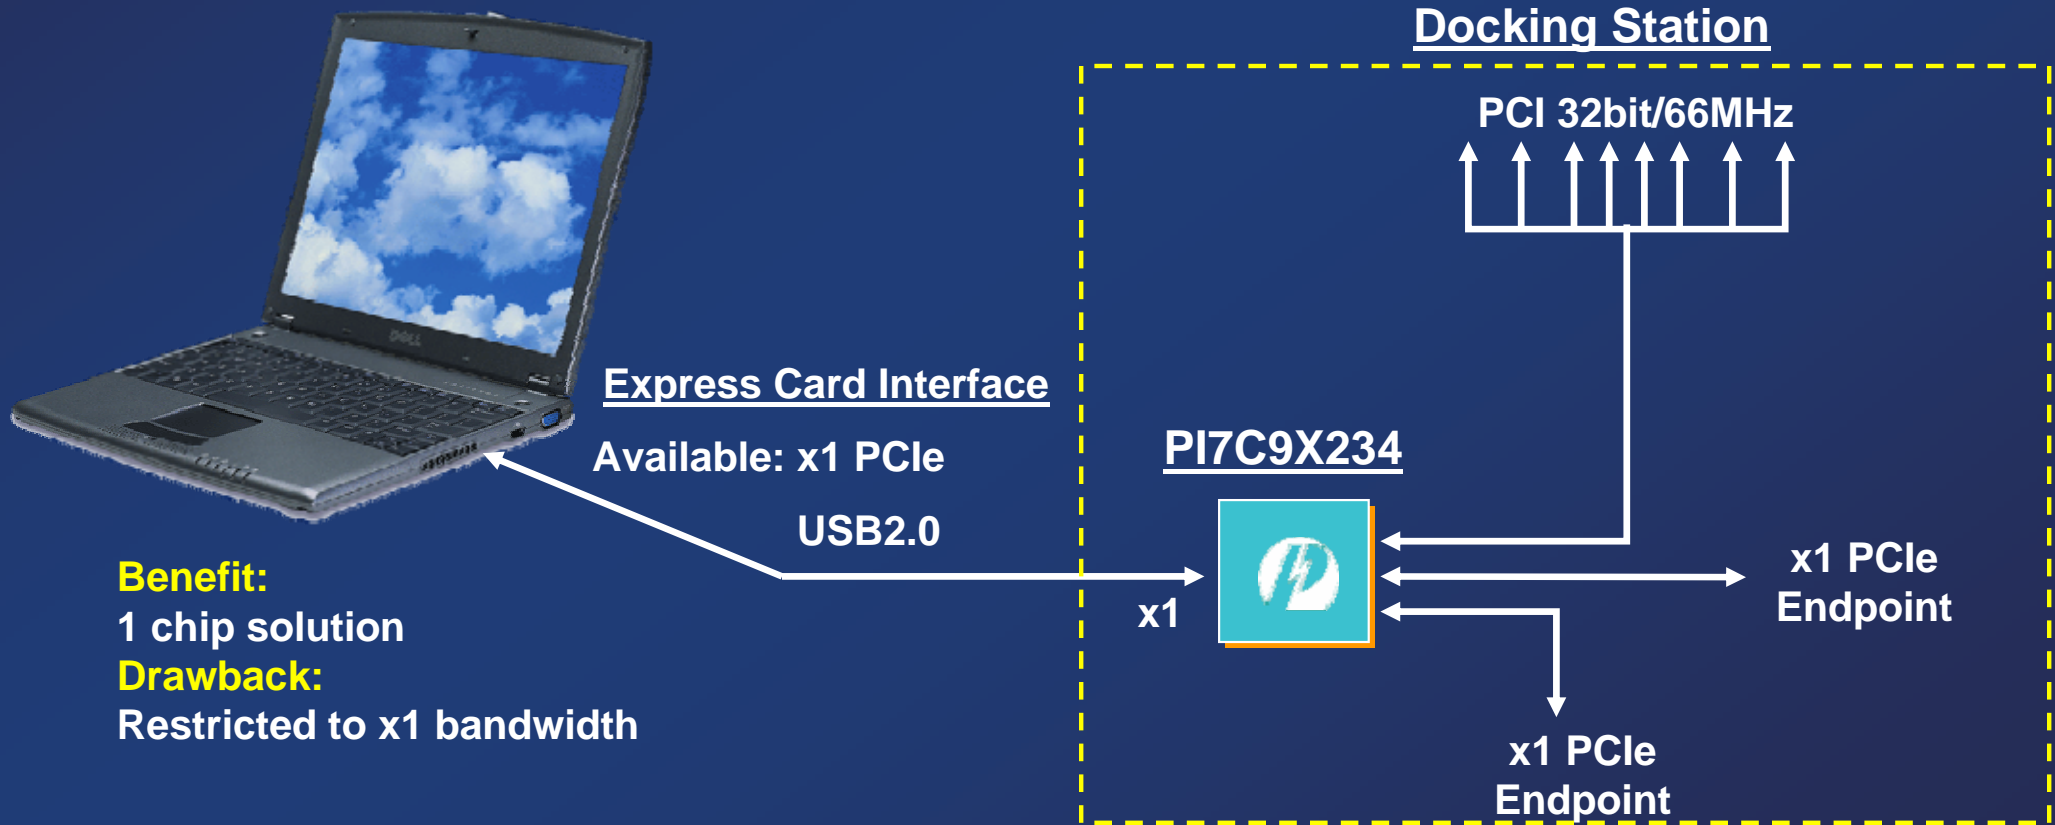 Docking Station
PCI 32bit/66MHz
DELL
Express Card Interface
Available: x1 PCIe
USB2.0
PI7C9X234
x1
x1 PCIe
Endpoint
x1 PCIe
Endpoint
Benefit:
1 chip solution
Drawback:
Restricted to x1 bandwidth